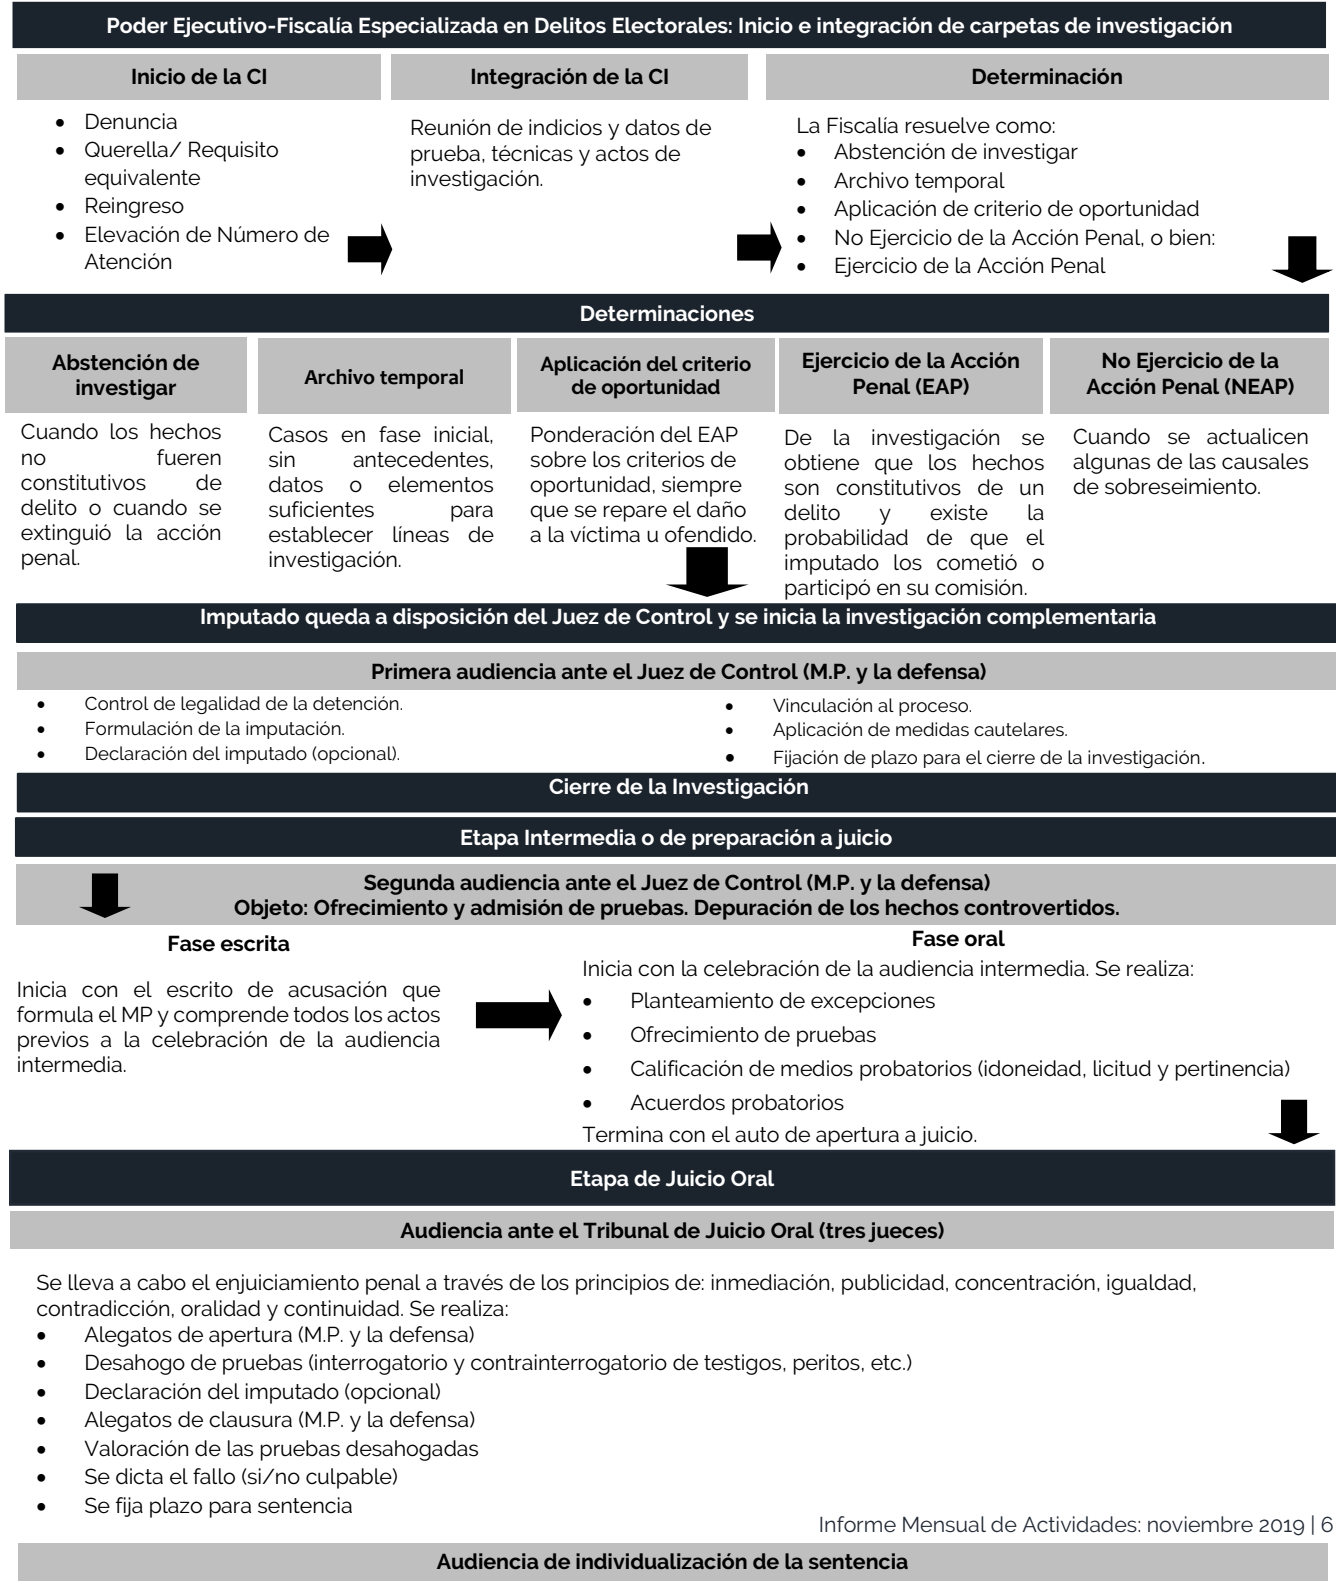 Poder Ejecutivo-Fiscalía Especializada en Delitos Electorales: Inicio e integración de carpetas de investigación
Inicio de la CI
• Denuncia
• Querella/ Requisito
equivalente
• Reingreso
• Elevación de Número de
Atención
Integración de la CI
Reunión de indicios y datos de
prueba, técnicas y actos de
investigación.
Determinación
La Fiscalía resuelve como:
• Abstención de investigar
• Archivo temporal
• Aplicación de criterio de oportunidad
• No Ejercicio de la Acción Penal, o bien:
• Ejercicio de la Acción Penal
Determinaciones
Abstención de
investigar
Cuando los hechos
no fueren
constitutivos de
delito o cuando se
extinguió la acción
penal.
Archivo temporal
Casos en fase inicial,
sin antecedentes,
datos o elementos
suficientes para
establecer líneas de
investigación.
Aplicación del criterio
de oportunidad
Ponderación del EAP
sobre los criterios de
oportunidad, siempre
que se repare el daño
a la víctima u ofendido.
Ejercicio de la Acción
Penal (EAP)
De la investigación se
obtiene que los hechos
son constitutivos de un
delito y existe la
probabilidad de que el
imputado los cometió o
participó en su comisión.
No Ejercicio de la
Acción Penal (NEAP)
Cuando se actualicen
algunas de las causales
de sobreseimiento.
Imputado queda a disposición del Juez de Control y se inicia la investigación complementaria
Primera audiencia ante el Juez de Control (M.P. y la defensa)
• Control de legalidad de la detención.
• Formulación de la imputación.
• Declaración del imputado (opcional).
• Vinculación al proceso.
• Aplicación de medidas cautelares.
• Fijación de plazo para el cierre de la investigación.
Cierre de la Investigación
Etapa Intermedia o de preparación a juicio
Segunda audiencia ante el Juez de Control (M.P. y la defensa)
Objeto: Ofrecimiento y admisión de pruebas. Depuración de los hechos controvertidos.
Fase escrita
Inicia con el escrito de acusación que
formula el MP y comprende todos los actos
previos a la celebración de la audiencia
intermedia.
Fase oral
Inicia con la celebración de la audiencia intermedia. Se realiza:
• Planteamiento de excepciones
• Ofrecimiento de pruebas
• Calificación de medios probatorios (idoneidad, licitud y pertinencia)
• Acuerdos probatorios
Termina con el auto de apertura a juicio.
Etapa de Juicio Oral
Audiencia ante el Tribunal de Juicio Oral (tres jueces)
Se lleva a cabo el enjuiciamiento penal a través de los principios de: inmediación, publicidad, concentración, igualdad,
contradicción, oralidad y continuidad. Se realiza:
• Alegatos de apertura (M.P. y la defensa)
• Desahogo de pruebas (interrogatorio y contrainterrogatorio de testigos, peritos, etc.)
• Declaración del imputado (opcional)
• Alegatos de clausura (M.P. y la defensa)
• Valoración de las pruebas desahogadas
• Se dicta el fallo (si/no culpable)
• Se fija plazo para sentencia
Informe Mensual de Actividades: noviembre 2019 | 6
Audiencia de individualización de la sentencia